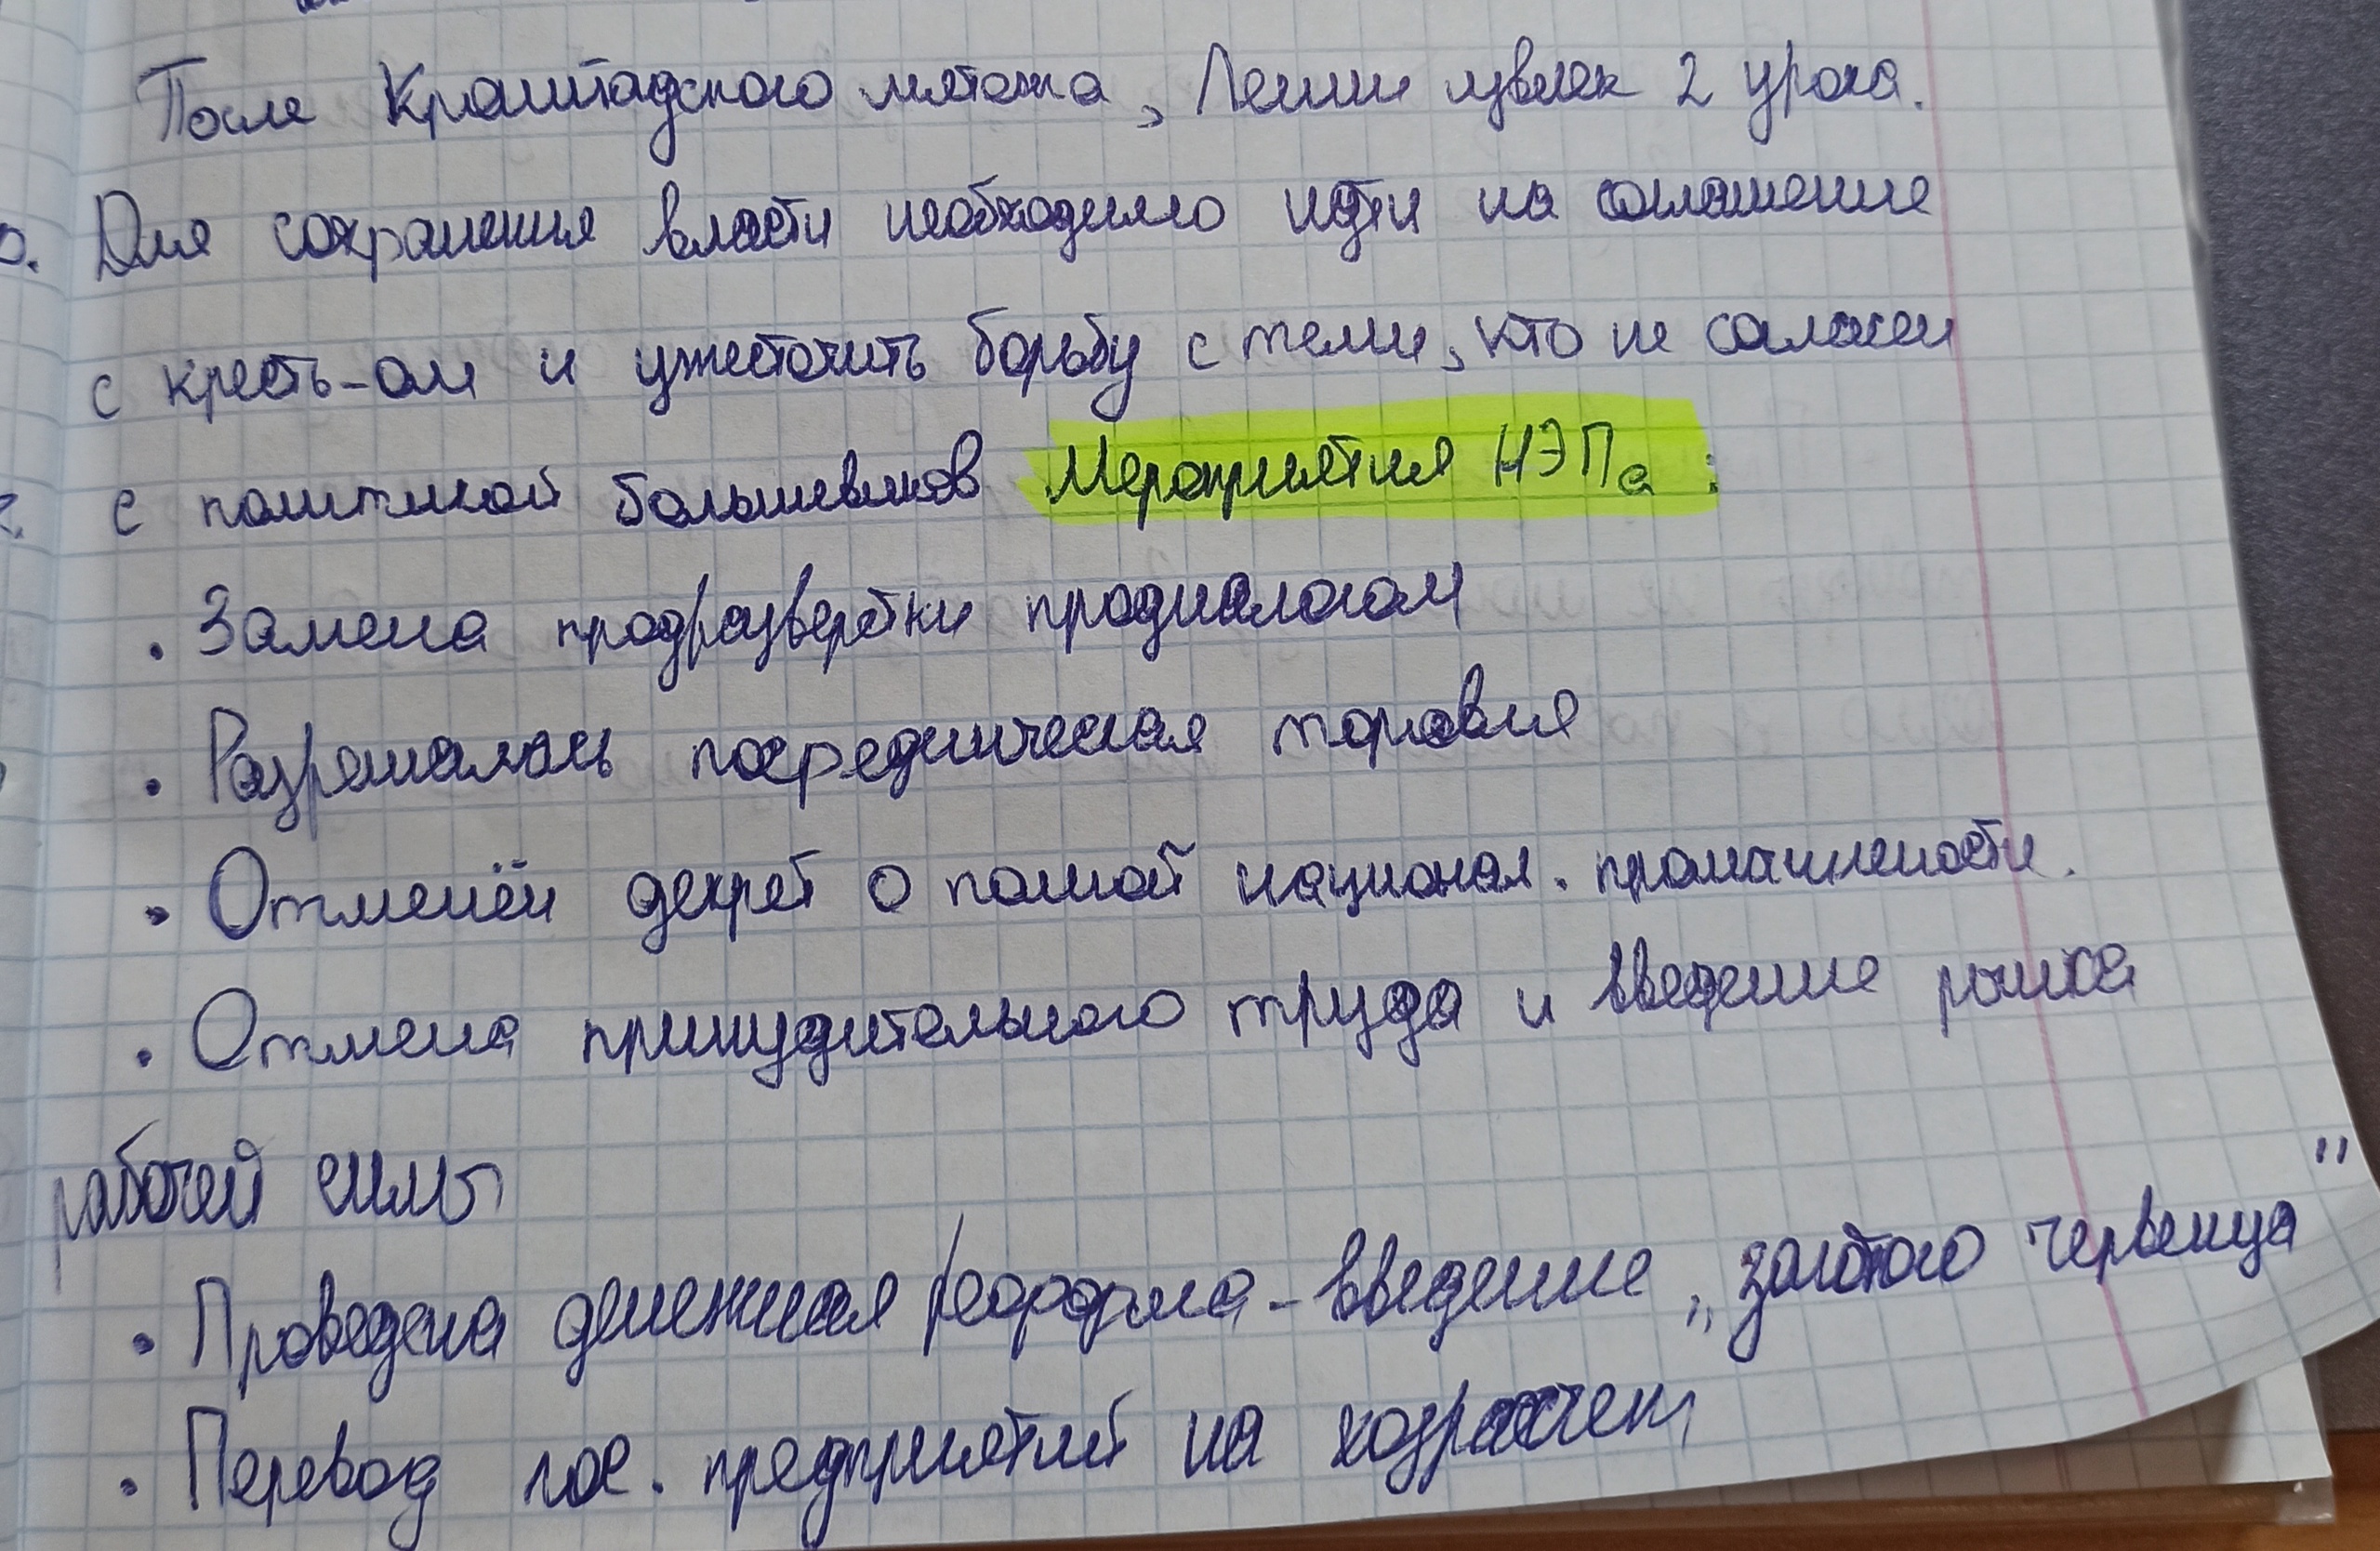 После Кронштадского мятежа, Ленин извлек 2 урока.
Для сохранения власти необходимо идти на соглашение
с кресть-ом и ужесточить борьбу с теми, кто не согласен
с политикой большевиков Мероприятия НЭПа:
• Замена продразверстки продналогом
• Разрешалась посредническая торговля
• Отменён декрет о полной национал. промышлености.
• Отмена принудительного труда и введение рынка
рабочей силы
• Проведена денежная реформа - введение „золотого червонца"
• Перевод гос. предприятий на хозрасчет